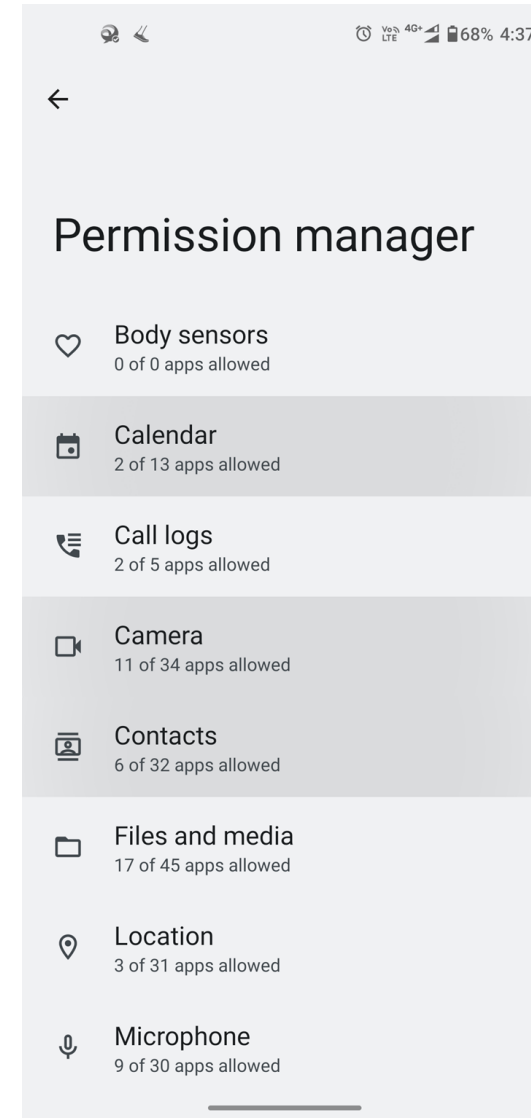 Vo) LTE 4G+ 68% 4:37
Permission manager
Body sensors
0 of 0 apps allowed
Calendar
2 of 13 apps allowed
Call logs
2 of 5 apps allowed
Camera
11 of 34 apps allowed
Contacts
6 of 32 apps allowed
Files and media
17 of 45 apps allowed
Location
3 of 31 apps allowed
Microphone
9 of 30 apps allowed